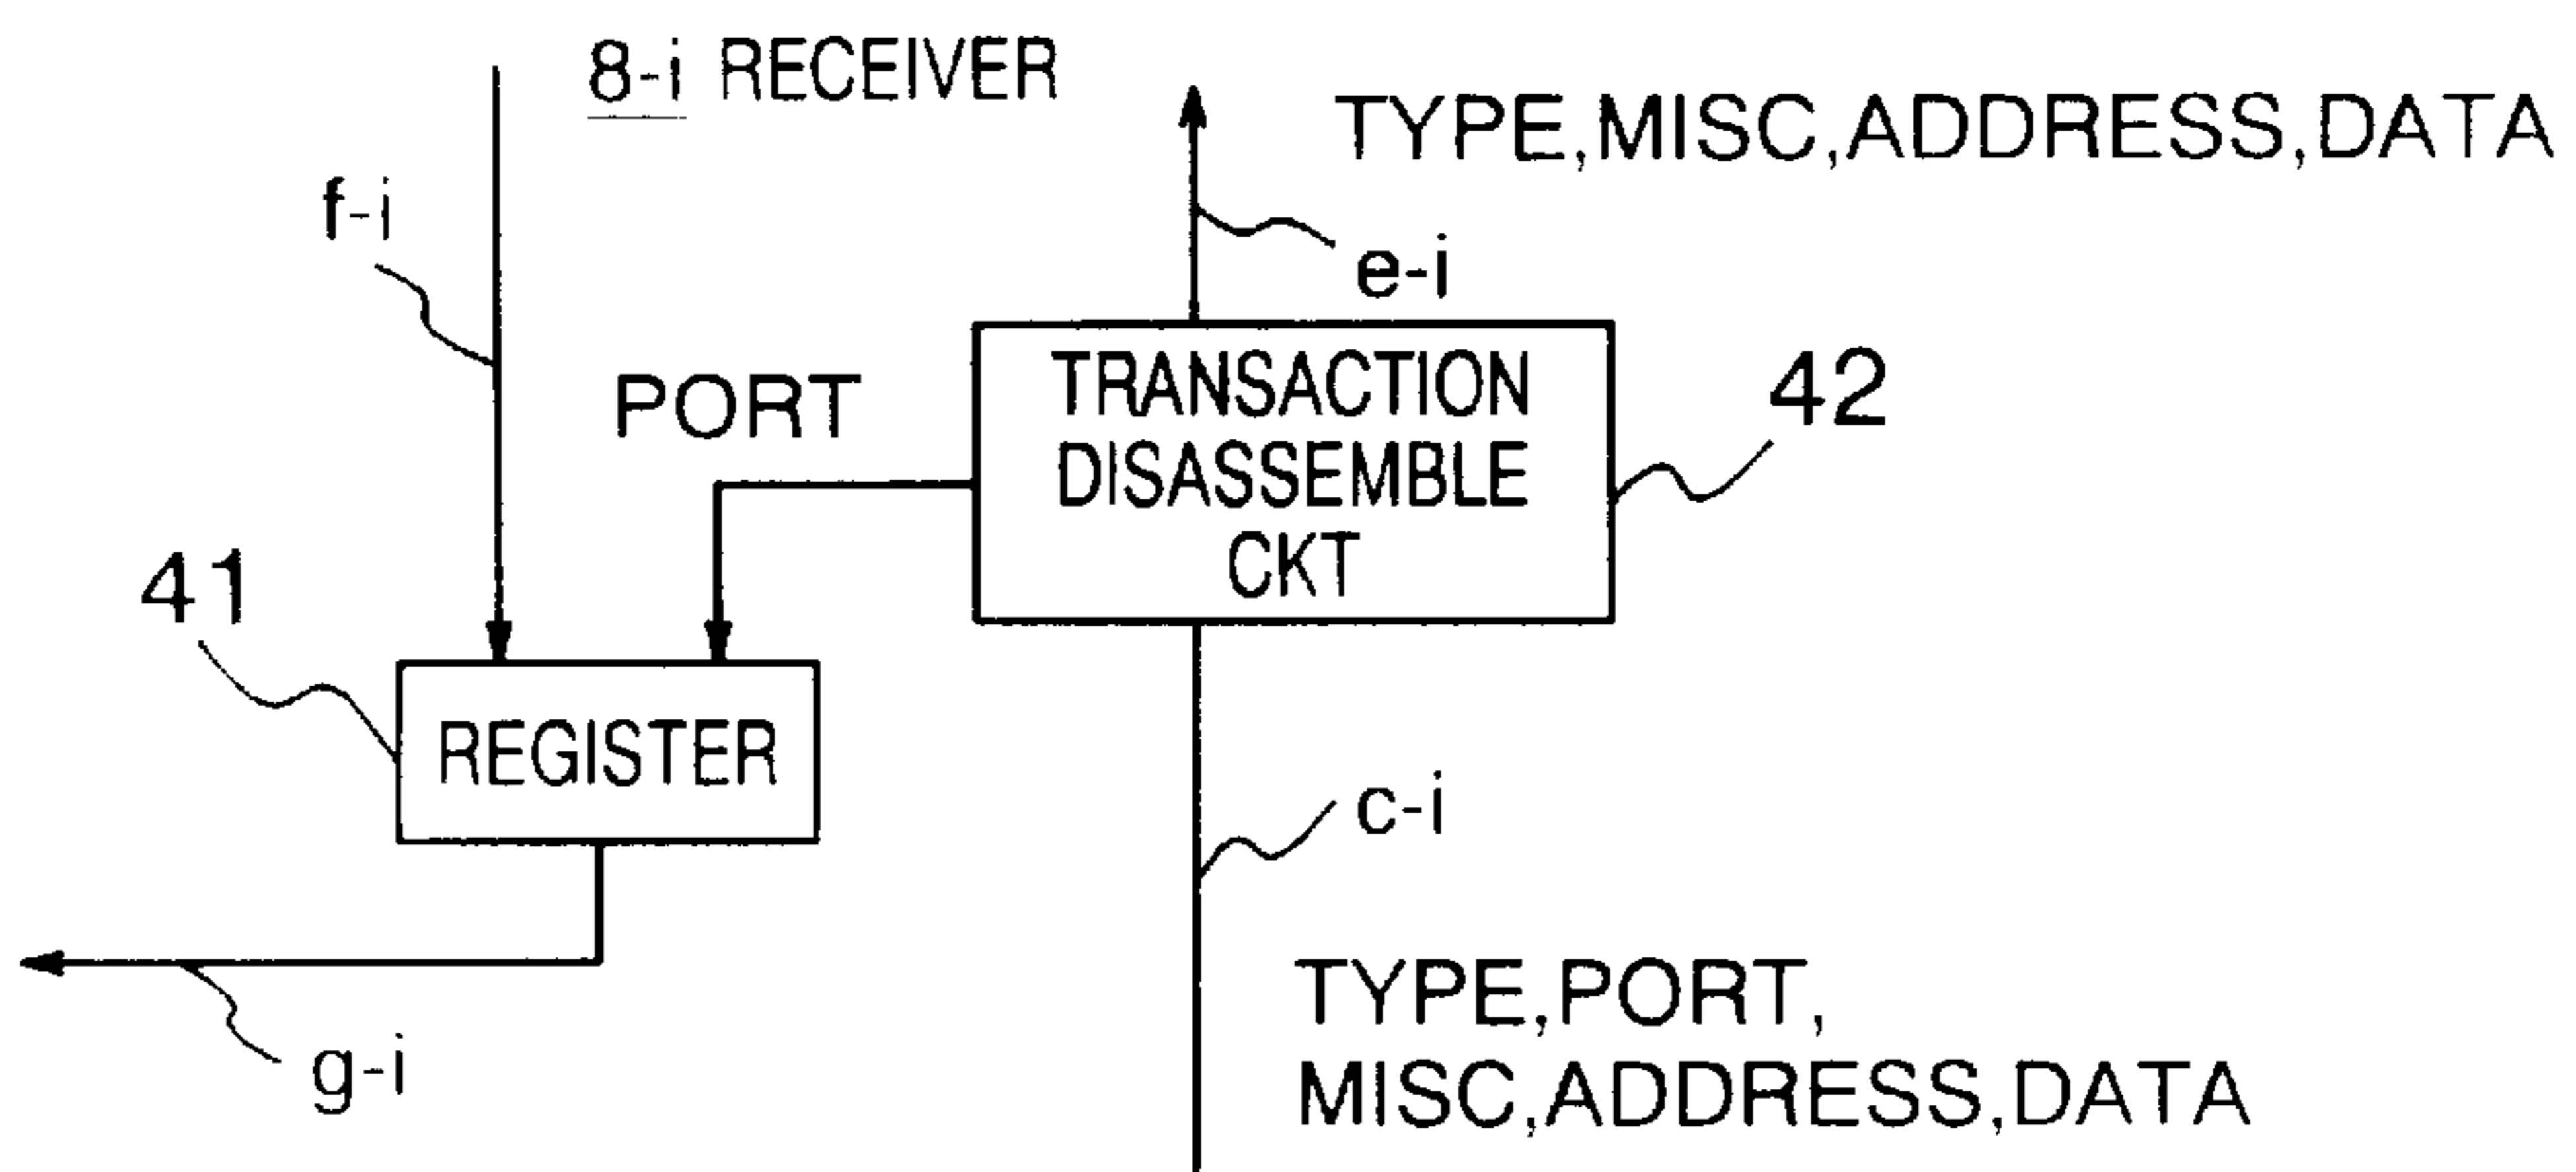 8-i RECEIVER
TYPE,MISC,ADDRESS,DATA
f-i
e-i
PORT
TRANSACTION
DISASSEMBLE
CKT
42
41
REGISTER
c-i
TYPE,PORT,
MISC,ADDRESS,DATA
g-i